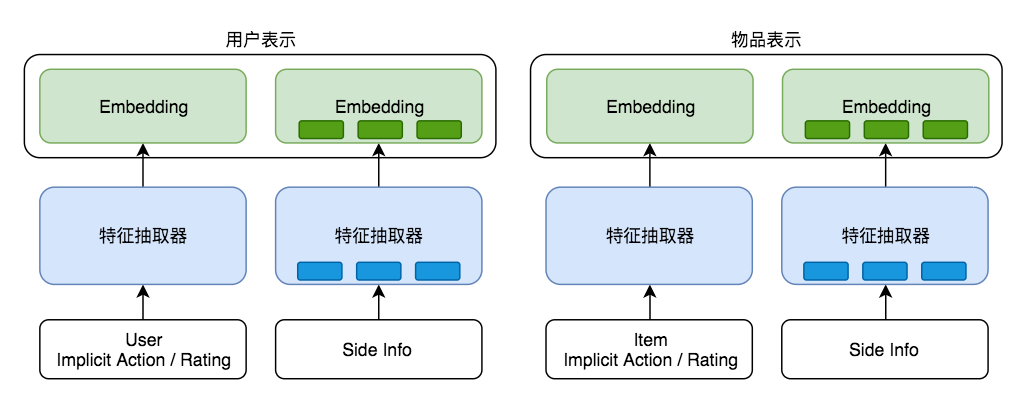 用户表示
物品表示
Embedding
Embedding
Embedding
Embedding
特征抽取器
特征抽取器
特征抽取器
特征抽取器
User
Implicit Action / Rating
Side Info
Item
Implicit Action / Rating
Side Info